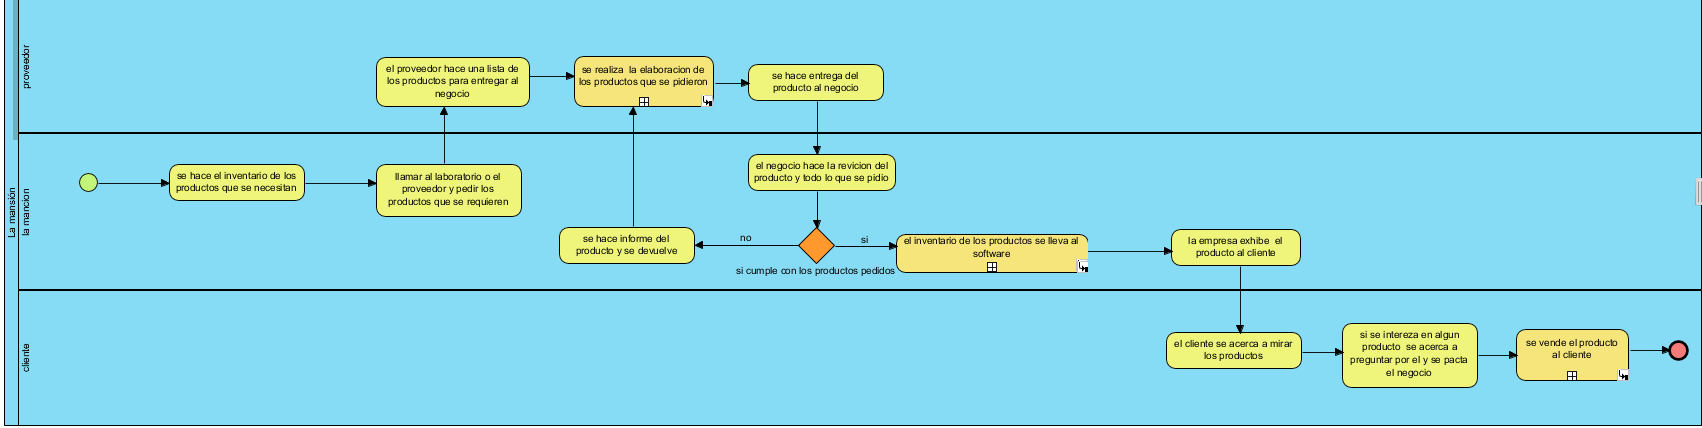 La mansión
proveedor
el proveedor hace una lista de
los productos para entregar al
negocio
se realiza la elaboracion de
los productos que se pidieron
se hace entrega del
producto al negocio
la mancion
se hace el inventario de los
productos que se necesitan
llamar al laboratorio o el
proveedor y pedir los
productos que se requieren
el negocio hace la revicion del
producto y todo lo que se pidio
se hace informe del
producto y se devuelve
no
si
si cumple con los productos pedidos
el inventario de los productos se lleva al
software
la empresa exhibe el
producto al cliente
cliente
el cliente se acerca a mirar
los productos
si se intereza en algun
producto se acerca a
preguntar por el y se pacta
el negocio
se vende el producto
al cliente